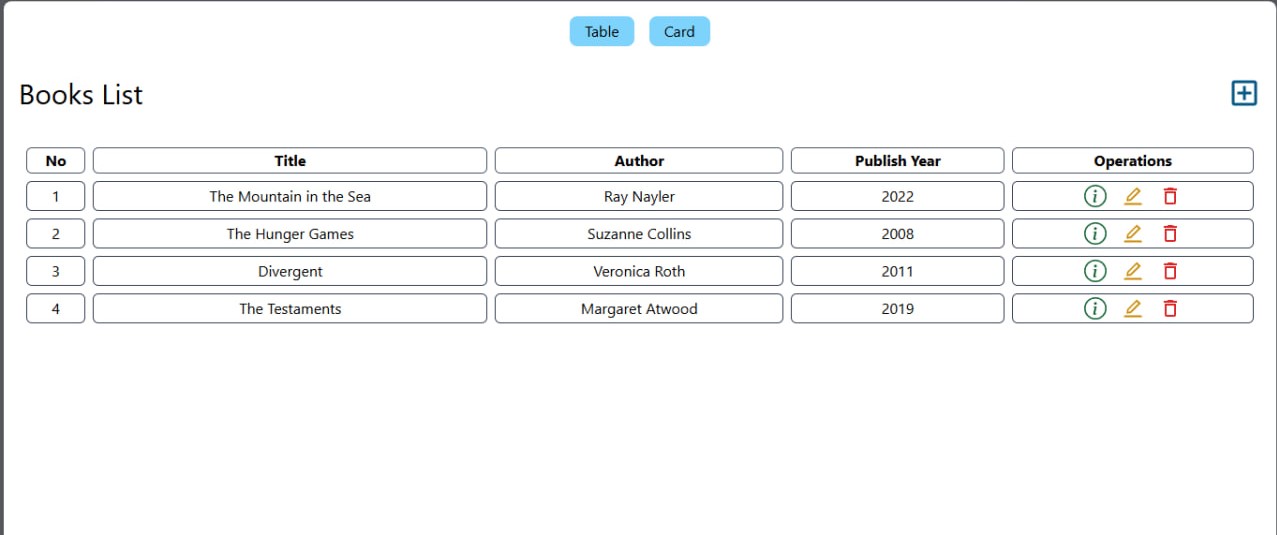 Table Card
Books List
No Title Author Publish Year Operations
1 The Mountain in the Sea Ray Nayler 2022
2 The Hunger Games Suzanne Collins 2008
3 Divergent Veronica Roth 2011
4 The Testaments Margaret Atwood 2019